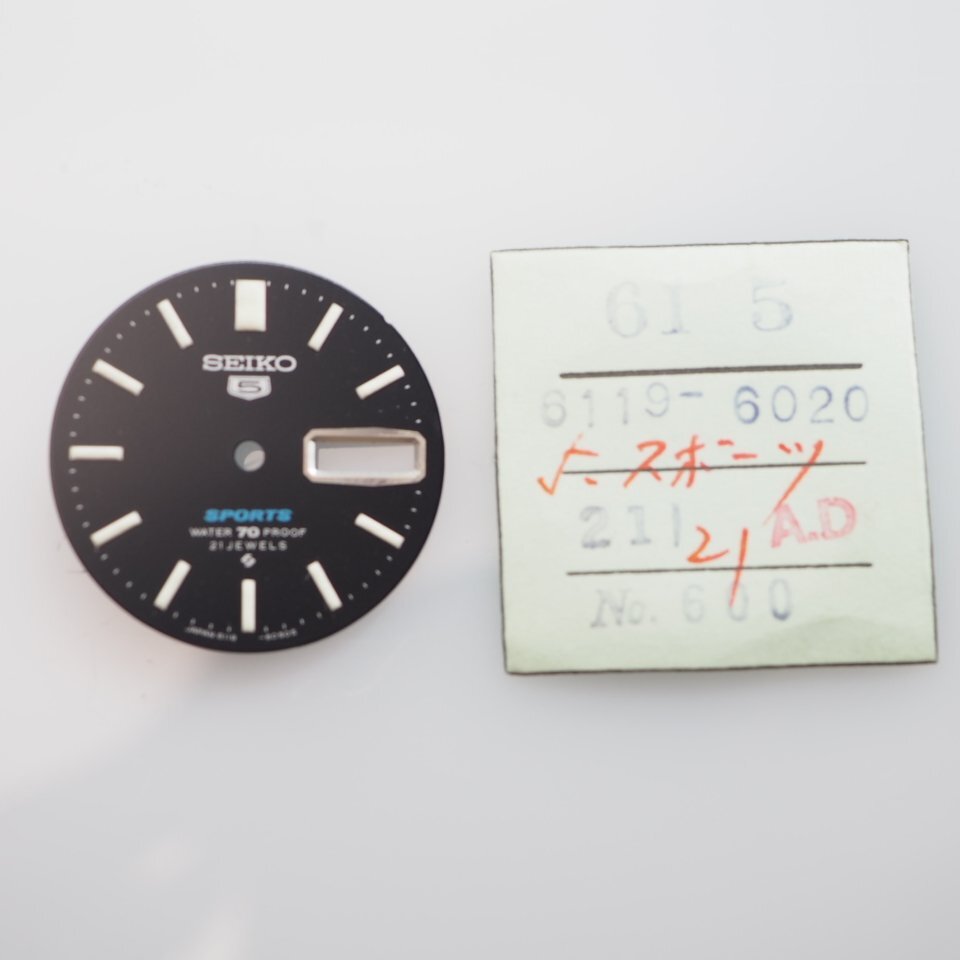 SEIKO
5
SPORTS
WATER 70 PROOF
21 JEWELS
61 5
6119-6020
5.スポーツ
211
21
A.D
No. 600